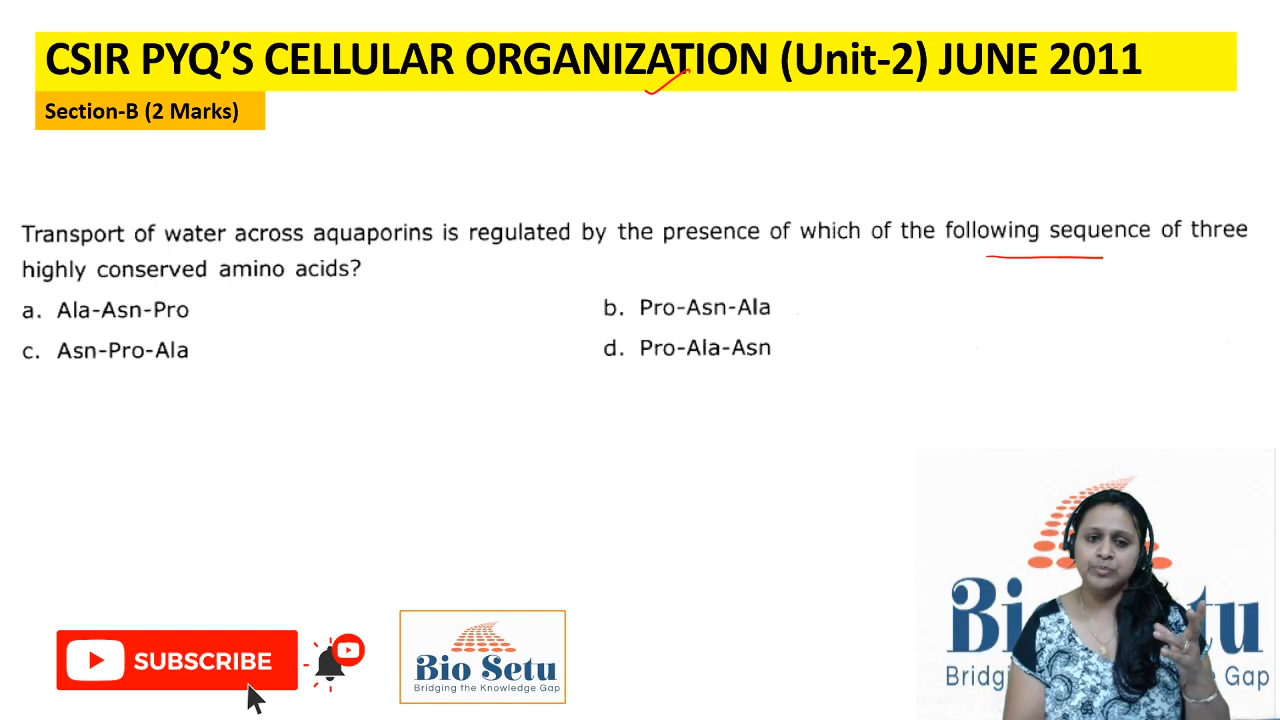 CSIR PYQ'S CELLULAR ORGANIZATION (Unit-2) JUNE 2011
Section-B (2 Marks)
Transport of water across aquaporins is regulated by the presence of which of the following sequence of three
highly conserved amino acids?
a. Ala-Asn-Pro
b. Pro-Asn-Ala
c. Asn-Pro-Ala
d. Pro-Ala-Asn
SUBSCRIBE
Bio Setu
Bridging the Knowledge Gap